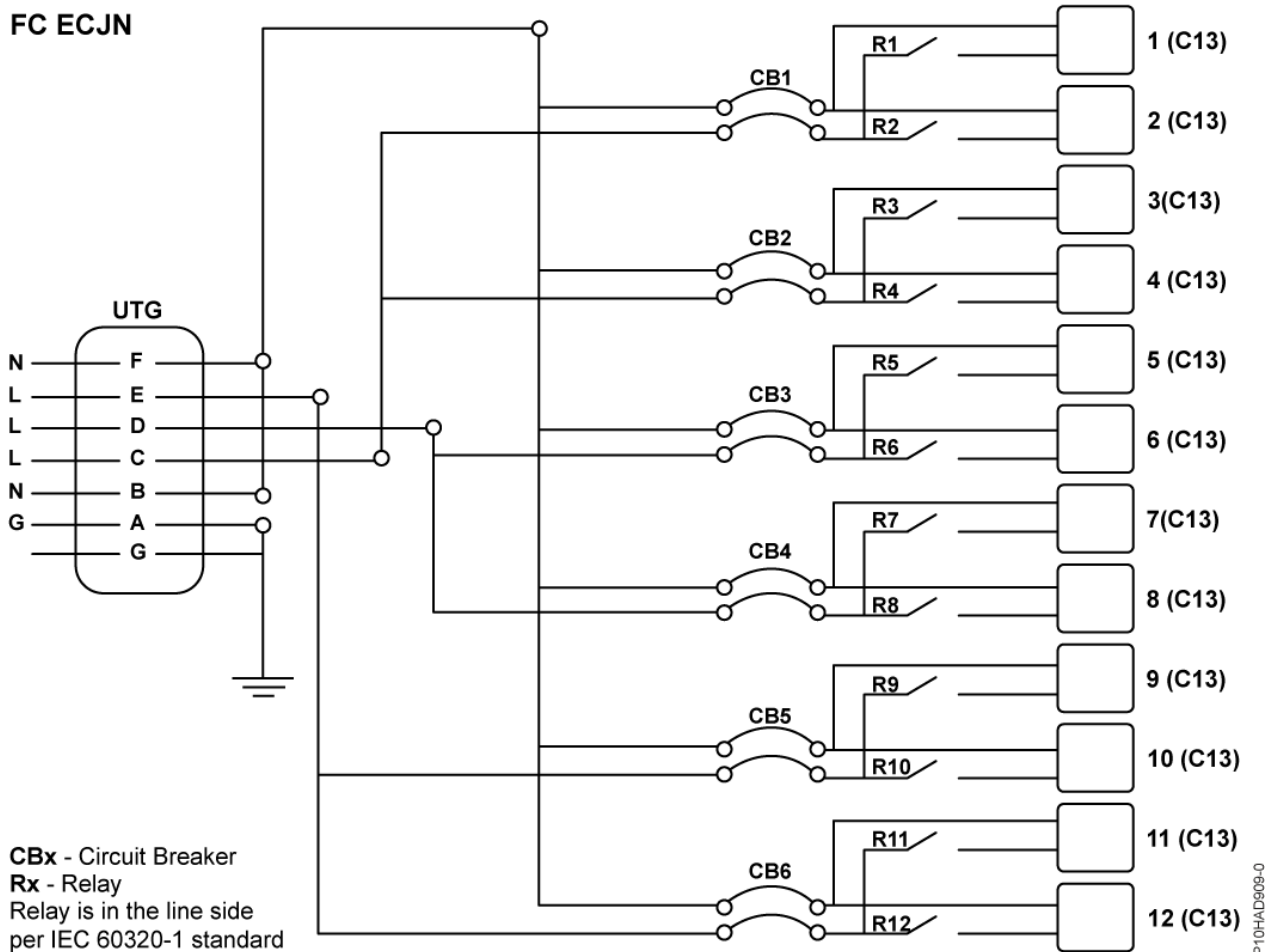 FC ECJN
R1
1 (C13)
CB1
R2
2 (C13)
R3
3(C13)
CB2
R4
4 (C13)
UTG
R5
5 (C13)
N
F
L
E
CB3
L
D
R6
6 (C13)
L
C
N
B
G
A
R7
7(C13)
G
CB4
R8
8 (C13)
R9
9 (C13)
CB5
R10
10 (C13)
R11
11 (C13)
CBx - Circuit Breaker
Rx - Relay
CB6
Relay is in the line side
per IEC 60320-1 standard
R12
12 (C13)
P10HAD909-0